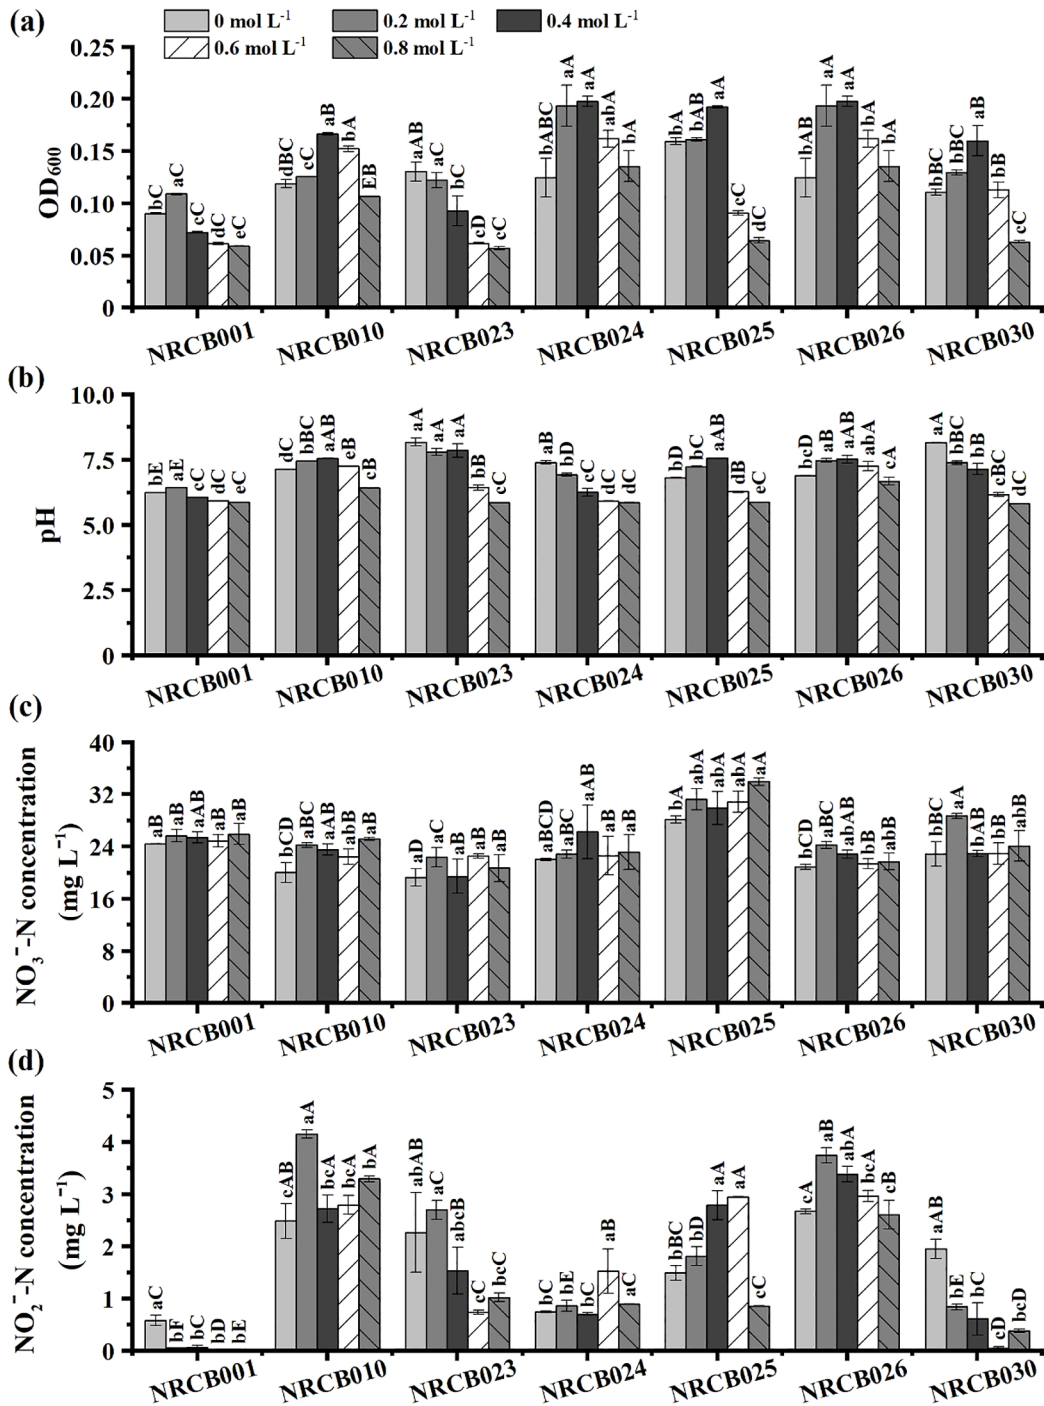 (a)
0 mol L⁻¹ 0.2 mol L⁻¹ 0.4 mol L⁻¹
0.6 mol L⁻¹ 0.8 mol L⁻¹
OD₆₀₀
0.25
0.20
0.15
0.10
0.05
0
bC aC cC dC eC
dBC cC aB bA EB
aAB aC bC cD cC
bABC aA aA abA bA
bA bAB aA cC dC
bAB aA aA bA bA
bBC bBC aB bB cC
NRCB001 NRCB010 NRCB023 NRCB024 NRCB025 NRCB026 NRCB030
(b)
pH
10.0
7.5
5.0
2.5
0
bE aE cC dC eC
dC bBC aAB eB cB
aA aA aA bB cC
aB bD cC dC dC
bD bC aAB dB eC
bcD aB aAB abA cA
aA bBC bB cBC dC
NRCB001 NRCB010 NRCB023 NRCB024 NRCB025 NRCB026 NRCB030
(c)
NO₃⁻-N concentration
(mg L⁻¹)
40
32
24
16
8
0
aB aB aAB aB aB
bCD aBC aAB abB aB
aD aC aB aB aB
aBCD aBC aAB aB aB
bA abA abA abA aA
bCD aBC abAB bB abB
bBC aA bAB bB abB
NRCB001 NRCB010 NRCB023 NRCB024 NRCB025 NRCB026 NRCB030
(d)
NO₂⁻-N concentration
(mg L⁻¹)
5
4
3
2
1
0
aC bF bC bD bE
cAB aA bcA bcA bA
abAB aC abcB cC bcC
bC bE bC aB aC
bBC bD aA aA cC
cA aB abA bcA cB
aAB bE bC cD bcD
NRCB001 NRCB010 NRCB023 NRCB024 NRCB025 NRCB026 NRCB030